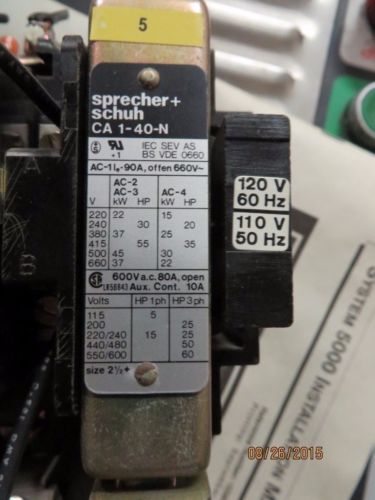 5
sprecher+
schuh
CA 1-40-N
IEC SEV AS
+1 BS VDE 0660
AC-1Ie-90A, offen 660V~
AC-2 AC-4
AC-3
V kW HP kW HP
220 22 15
240 30 20
380 37 25
415 55 35
500 45 30
660 37 22
600V a.c. 80A, open
LR56843 Aux. Cont. 10A
Volts HP 1ph HP 3 ph
115 5
200 25
220/240 15 25
440/480 50
550/600 60
size 2½+
120 V
60 Hz
110 V
50 Hz
SYSTEM 5000 INSTALLATION M
08/26/2015